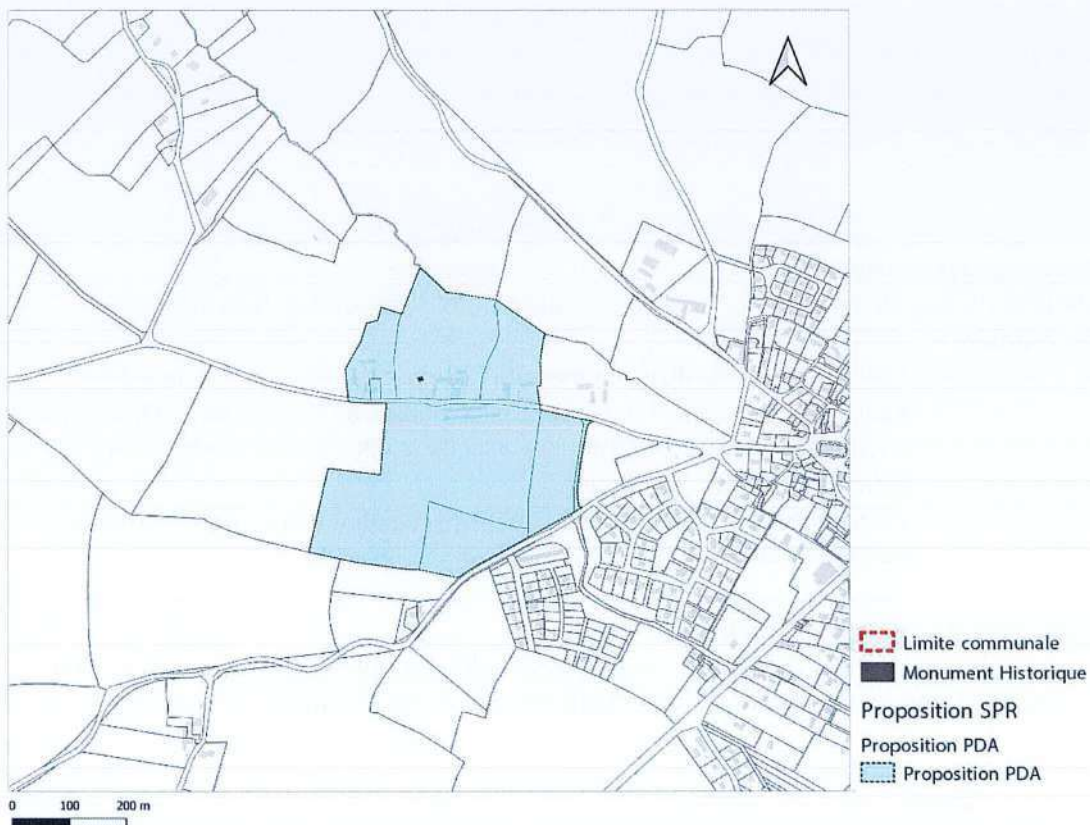 Limite communale
Monument Historique
Proposition SPR
Proposition PDA
Proposition PDA
0 100 200 m